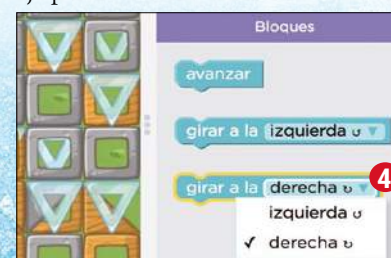 Bloques
avanzar
girar a la izquierda ↺ ▼
girar a la derecha ↻ ▼
4
izquierda ↺
✓ derecha ↻